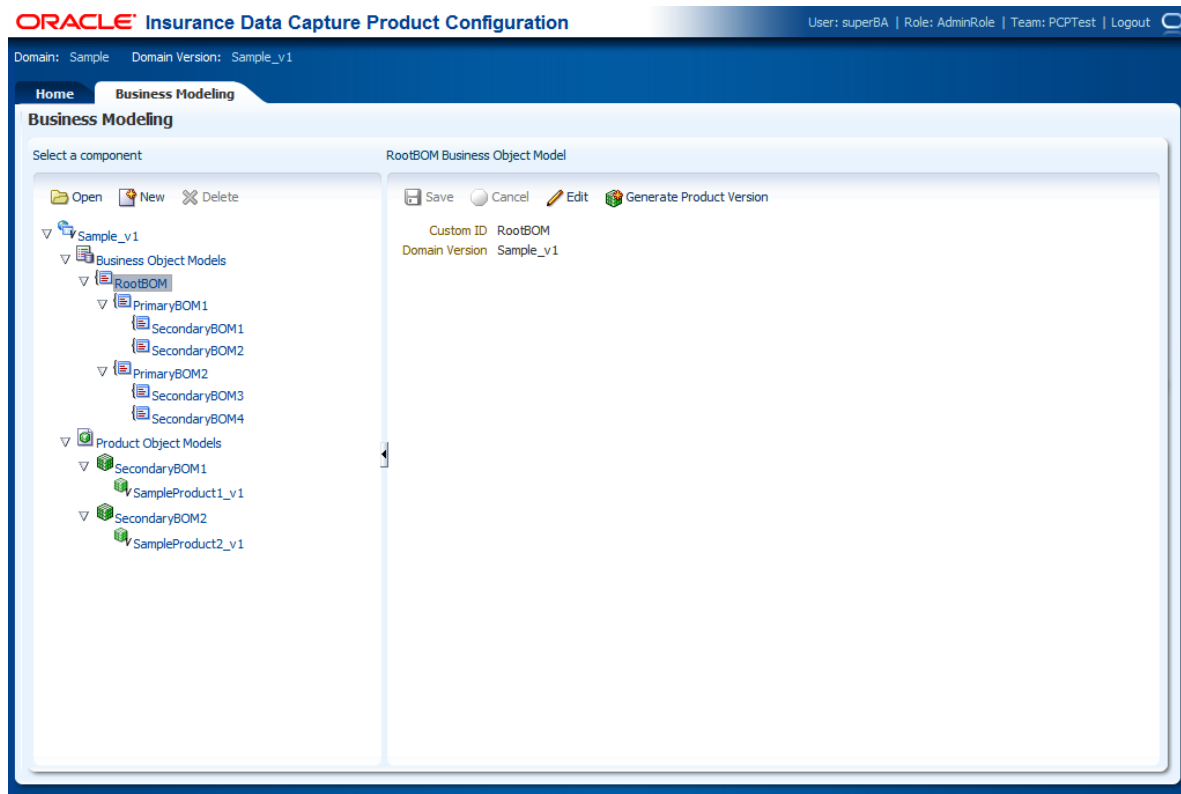 ORACLE Insurance Data Capture Product Configuration
User: superBA | Role: AdminRole | Team: PCPTest | Logout
Domain: Sample Domain Version: Sample_v1
Home Business Modeling
Business Modeling
Select a component
RootBOM Business Object Model
Open New Delete
Save Cancel Edit Generate Product Version
Custom ID RootBOM
Domain Version Sample_v1
Sample_v1
Business Object Models
RootBOM
PrimaryBOM1
SecondaryBOM1
SecondaryBOM2
PrimaryBOM2
SecondaryBOM3
SecondaryBOM4
Product Object Models
SecondaryBOM1
SampleProduct1_v1
SecondaryBOM2
SampleProduct2_v1